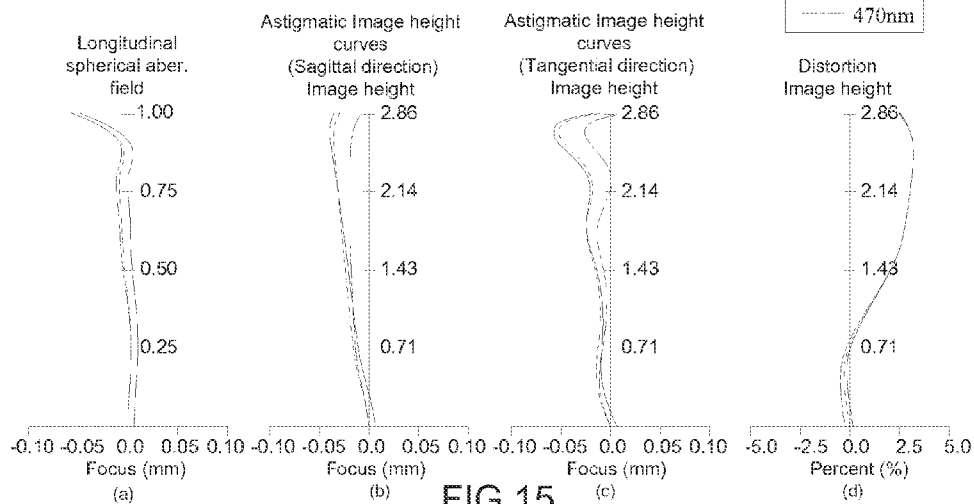 470nm
Longitudinal
spherical aber.
field
Astigmatic Image height
curves
(Sagittal direction)
Image height
Astigmatic Image height
curves
(Tangential direction)
Image height
Distortion
Image height
1.00
0.75
0.50
0.25
2.86
2.14
1.43
0.71
2.86
2.14
1.43
0.71
2.86
2.14
1.43
0.71
-0.10 -0.05 0.0 0.05 0.10
-0.10 -0.05 0.0 0.05 0.10
-0.10 -0.05 0.0 0.05 0.10
-5.0 -2.5 0.0 2.5 5.0
Focus (mm)
Focus (mm)
Focus (mm)
Percent (%)
(a)
(b)
(c)
(d)
FIG.15